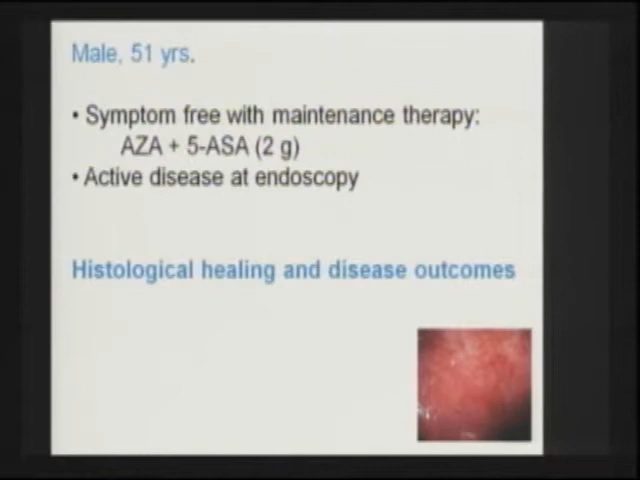 Male, 51 yrs.
• Symptom free with maintenance therapy:
AZA + 5-ASA (2 g)
• Active disease at endoscopy
Histological healing and disease outcomes